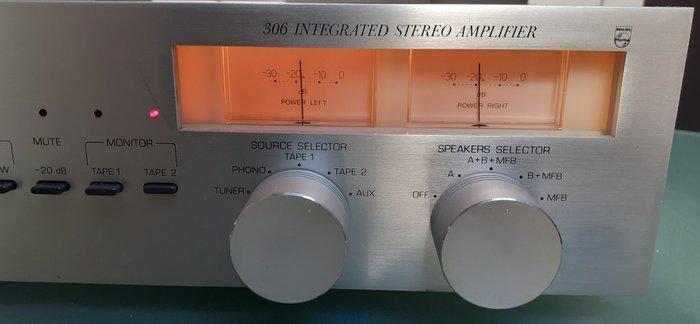 306 INTEGRATED STEREO AMPLIFIER
PHILIPS
-30 -20 -10 0
dB
POWER LEFT
-30 -20 -10 0
dB
POWER RIGHT
MUTE
MONITOR
-20 dB
TAPE 1
TAPE 2
SOURCE SELECTOR
TAPE 1
PHONO
TAPE 2
TUNER
AUX
SPEAKERS SELECTOR
A+B+MFB
A
B+MFB
OFF
MFB